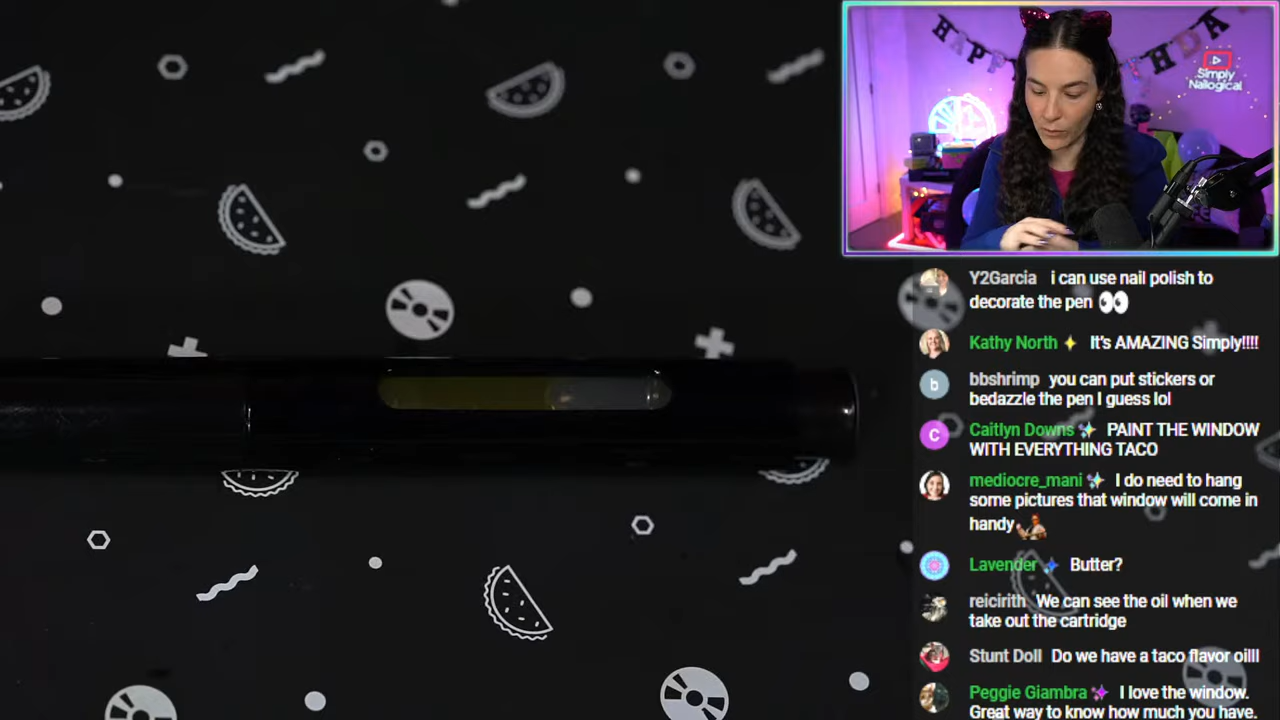 HAPP
THDA
Simply
Nailogical
Y2Garcia i can use nail polish to
decorate the pen 👀
Kathy North It's AMAZING Simply!!!!
bbshrimp you can put stickers or
bedazzle the pen I guess lol
C
Caitlyn Downs PAINT THE WINDOW
WITH EVERYTHING TACO
mediocre_mani I do need to hang
some pictures that window will come in
handy
Lavender Butter?
reicirith We can see the oil when we
take out the cartridge
Stunt Doll Do we have a taco flavor oilll
Peggie Giambra I love the window.
Great way to know how much you have.